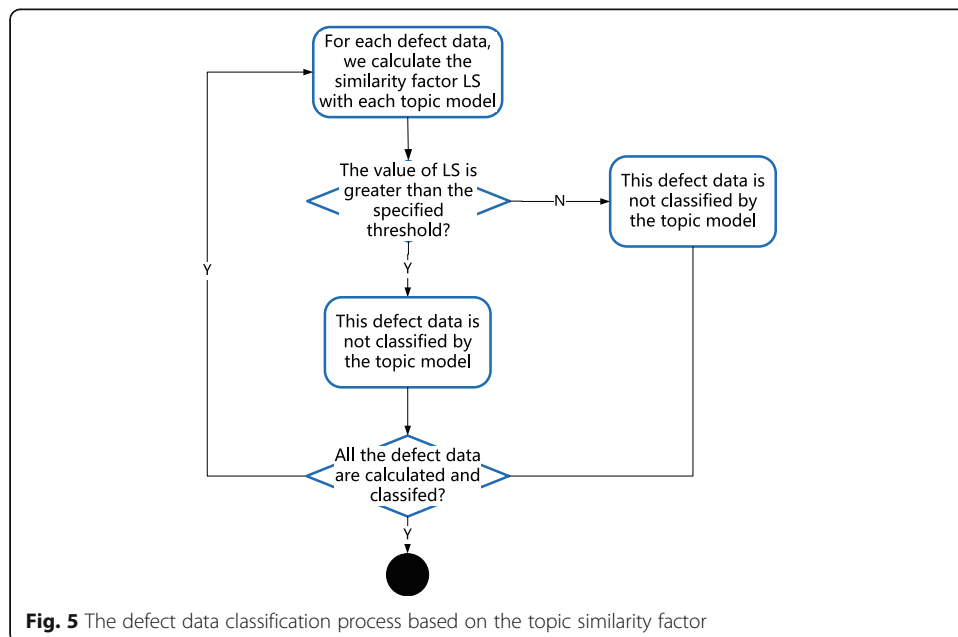 For each defect data,
we calculate the
similarity factor LS
with each topic model
The value of LS is
greater than the
specified
threshold?
N
This defect data is
not classified by
the topic model
Y
Y
This defect data is
not classified by
the topic model
All the defect data
are calculated and
classifed?
Y
Fig. 5 The defect data classification process based on the topic similarity factor